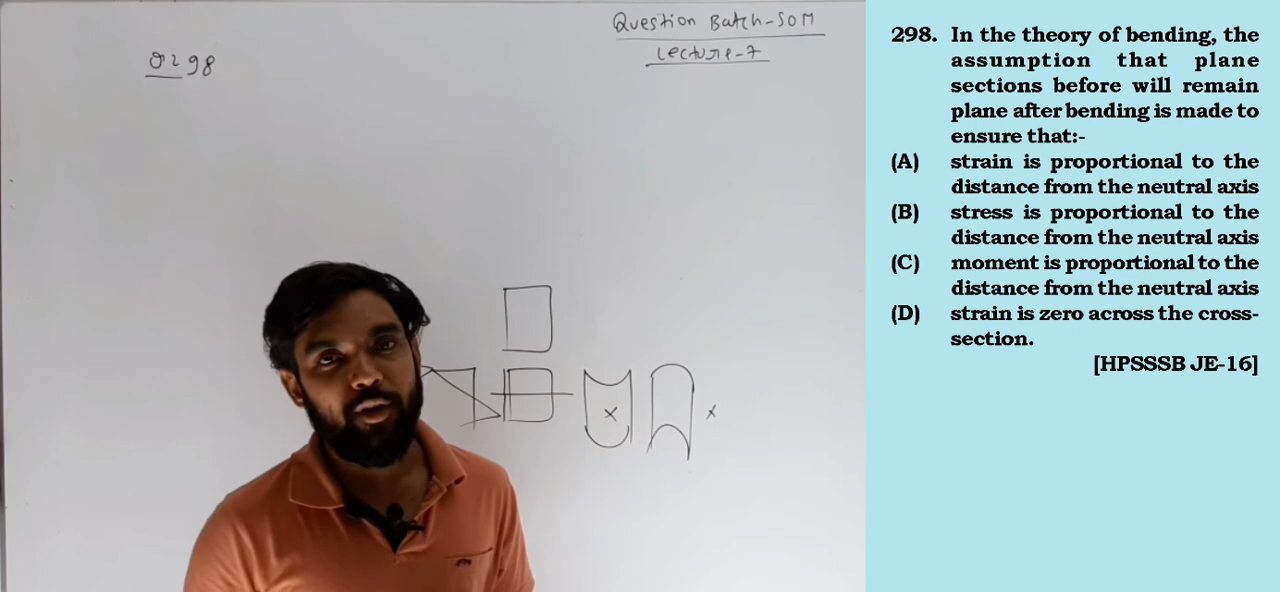 Question Batch-SOM
Lecture-7
Q298
298. In the theory of bending, the
assumption that plane
sections before will remain
plane after bending is made to
ensure that:-
(A) strain is proportional to the
distance from the neutral axis
(B) stress is proportional to the
distance from the neutral axis
(C) moment is proportional to the
distance from the neutral axis
(D) strain is zero across the cross-
section.
[HPSSSB JE-16]